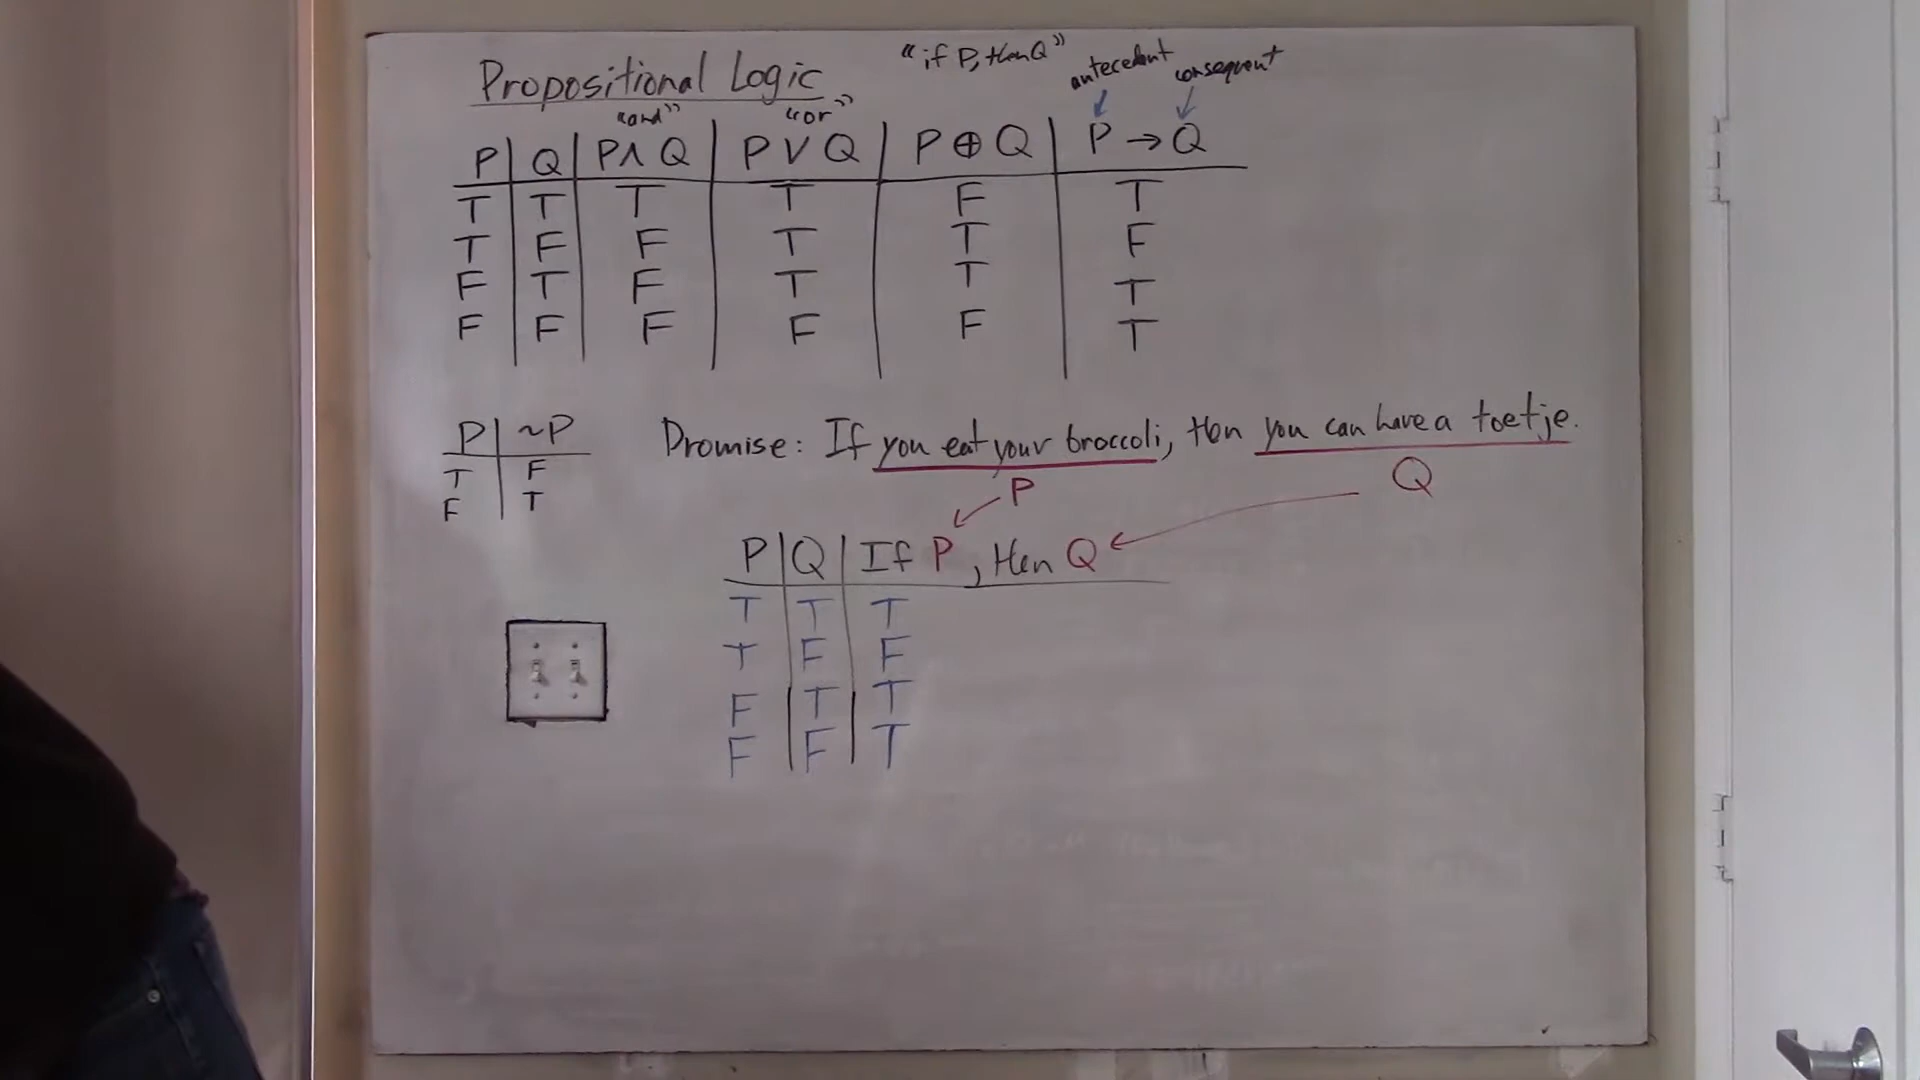 Propositional Logic
"if P, then Q"
antecedent consequent
"and" "or"
P Q P∧Q P∨Q P⊕Q P→Q
T T T T F T
T F F T T F
F T F T T T
F F F F F T
P ~P
T F
F T
Promise: If you eat your broccoli, then you can have a toetje.
P Q
P Q If P, then Q
T T T
T F F
F T T
F F T